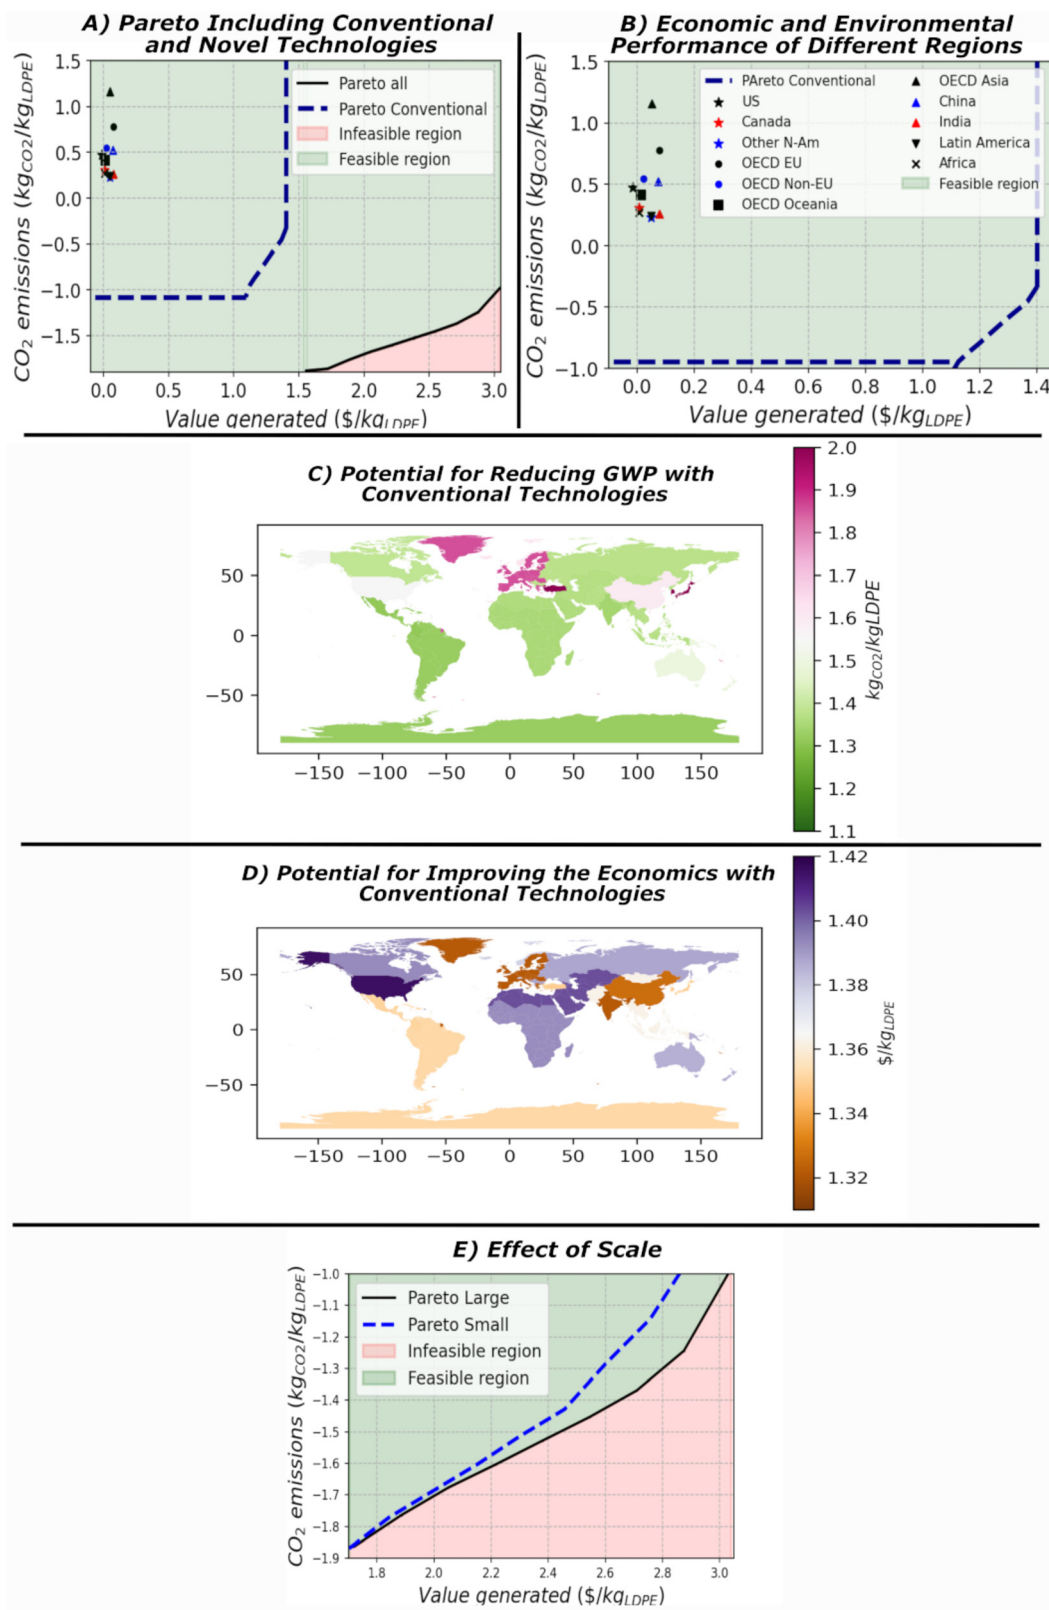 A) Pareto Including Conventional
and Novel Technologies
CO2 emissions (kgCO2/kgLDPE)
1.5
1.0
0.5
0.0
−0.5
−1.0
−1.5
Pareto all
Pareto Conventional
Infeasible region
Feasible region
0.0 0.5 1.0 1.5 2.0 2.5 3.0
Value generated ($/kgLDPE)
B) Economic and Environmental
Performance of Different Regions
CO2 emissions (kgCO2/kgLDPE)
1.5
1.0
0.5
0.0
−0.5
−1.0
PAreto Conventional
US
Canada
Other N-Am
OECD EU
OECD Non-EU
OECD Oceania
OECD Asia
China
India
Latin America
Africa
Feasible region
0.0 0.2 0.4 0.6 0.8 1.0 1.2 1.4
Value generated ($/kgLDPE)
C) Potential for Reducing GWP with
Conventional Technologies
50
0
−50
−150 −100 −50 0 50 100 150
2.0
1.9
1.8
1.7
1.6
1.5
1.4
1.3
1.2
1.1
kgCO2/kgLDPE
D) Potential for Improving the Economics with
Conventional Technologies
50
0
−50
−150 −100 −50 0 50 100 150
1.42
1.40
1.38
1.36
1.34
1.32
$/kgLDPE
E) Effect of Scale
CO2 emissions (kgCO2/kgLDPE)
−1.0
−1.1
−1.2
−1.3
−1.4
−1.5
−1.6
−1.7
−1.8
−1.9
Pareto Large
Pareto Small
Infeasible region
Feasible region
1.8 2.0 2.2 2.4 2.6 2.8 3.0
Value generated ($/kgLDPE)